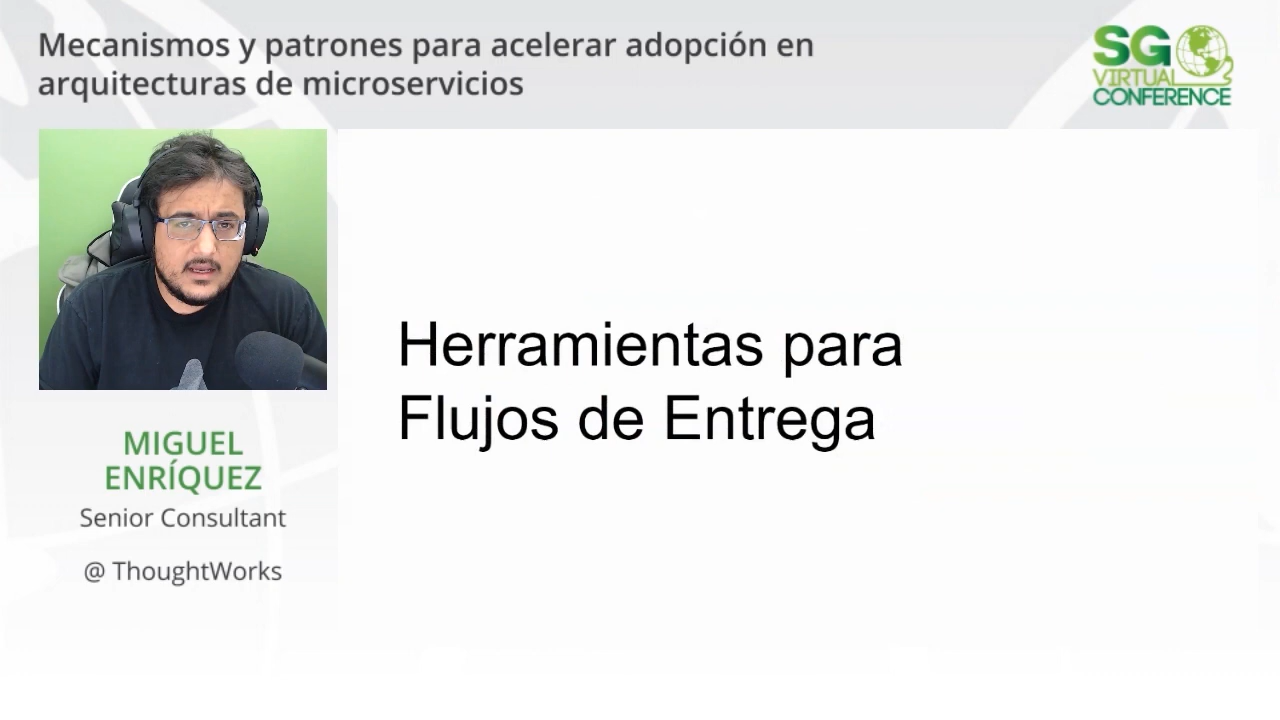 Mecanismos y patrones para acelerar adopción en
arquitecturas de microservicios
SG
VIRTUAL
CONFERENCE
Herramientas para
Flujos de Entrega
MIGUEL
ENRÍQUEZ
Senior Consultant
@ ThoughtWorks